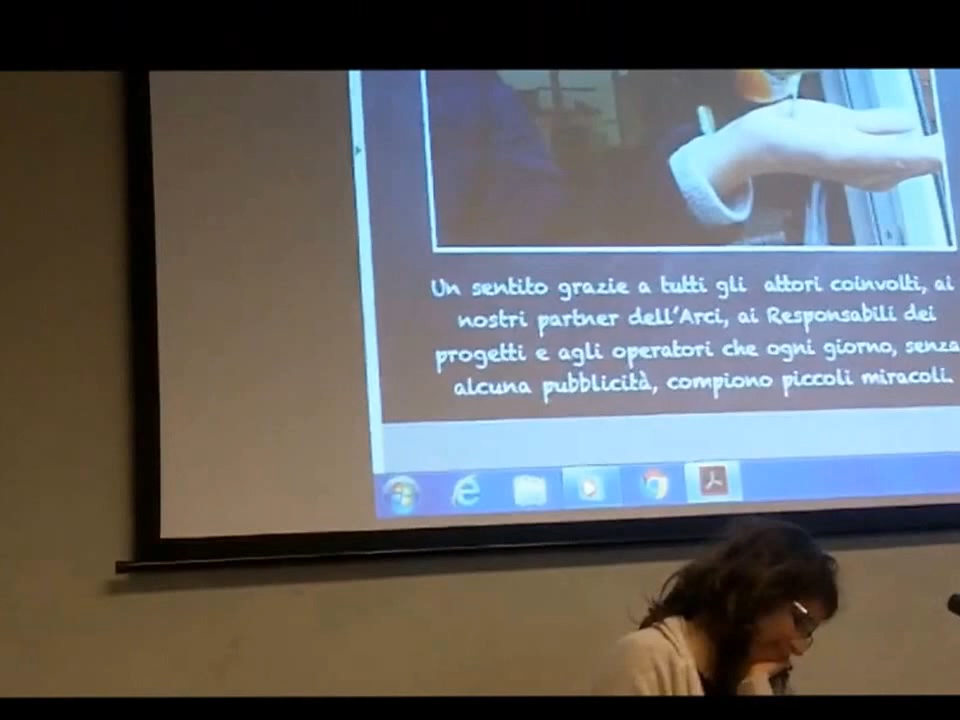 Un sentito grazie a tutti gli attori coinvolti, ai
nostri partner dell'Arci, ai Responsabili dei
progetti e agli operatori che ogni giorno, senza
alcuna pubblicità, compiono piccoli miracoli.